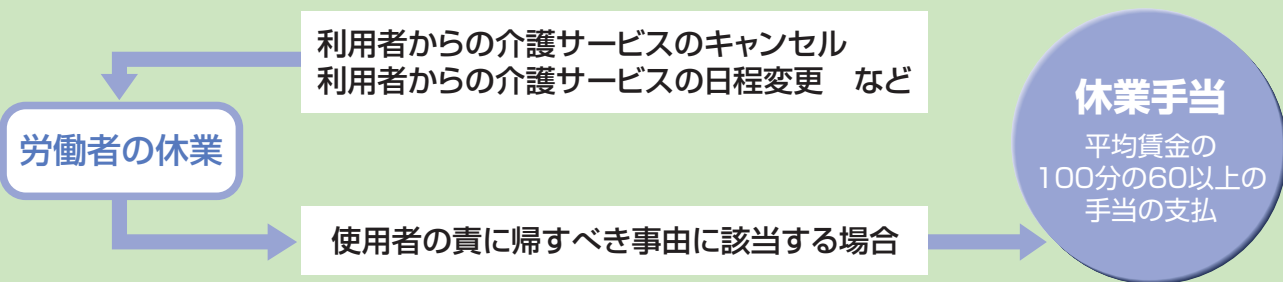 利用者からの介護サービスのキャンセル
利用者からの介護サービスの日程変更　など
労働者の休業
使用者の責に帰すべき事由に該当する場合
休業手当
平均賃金の
100分の60以上の
手当の支払